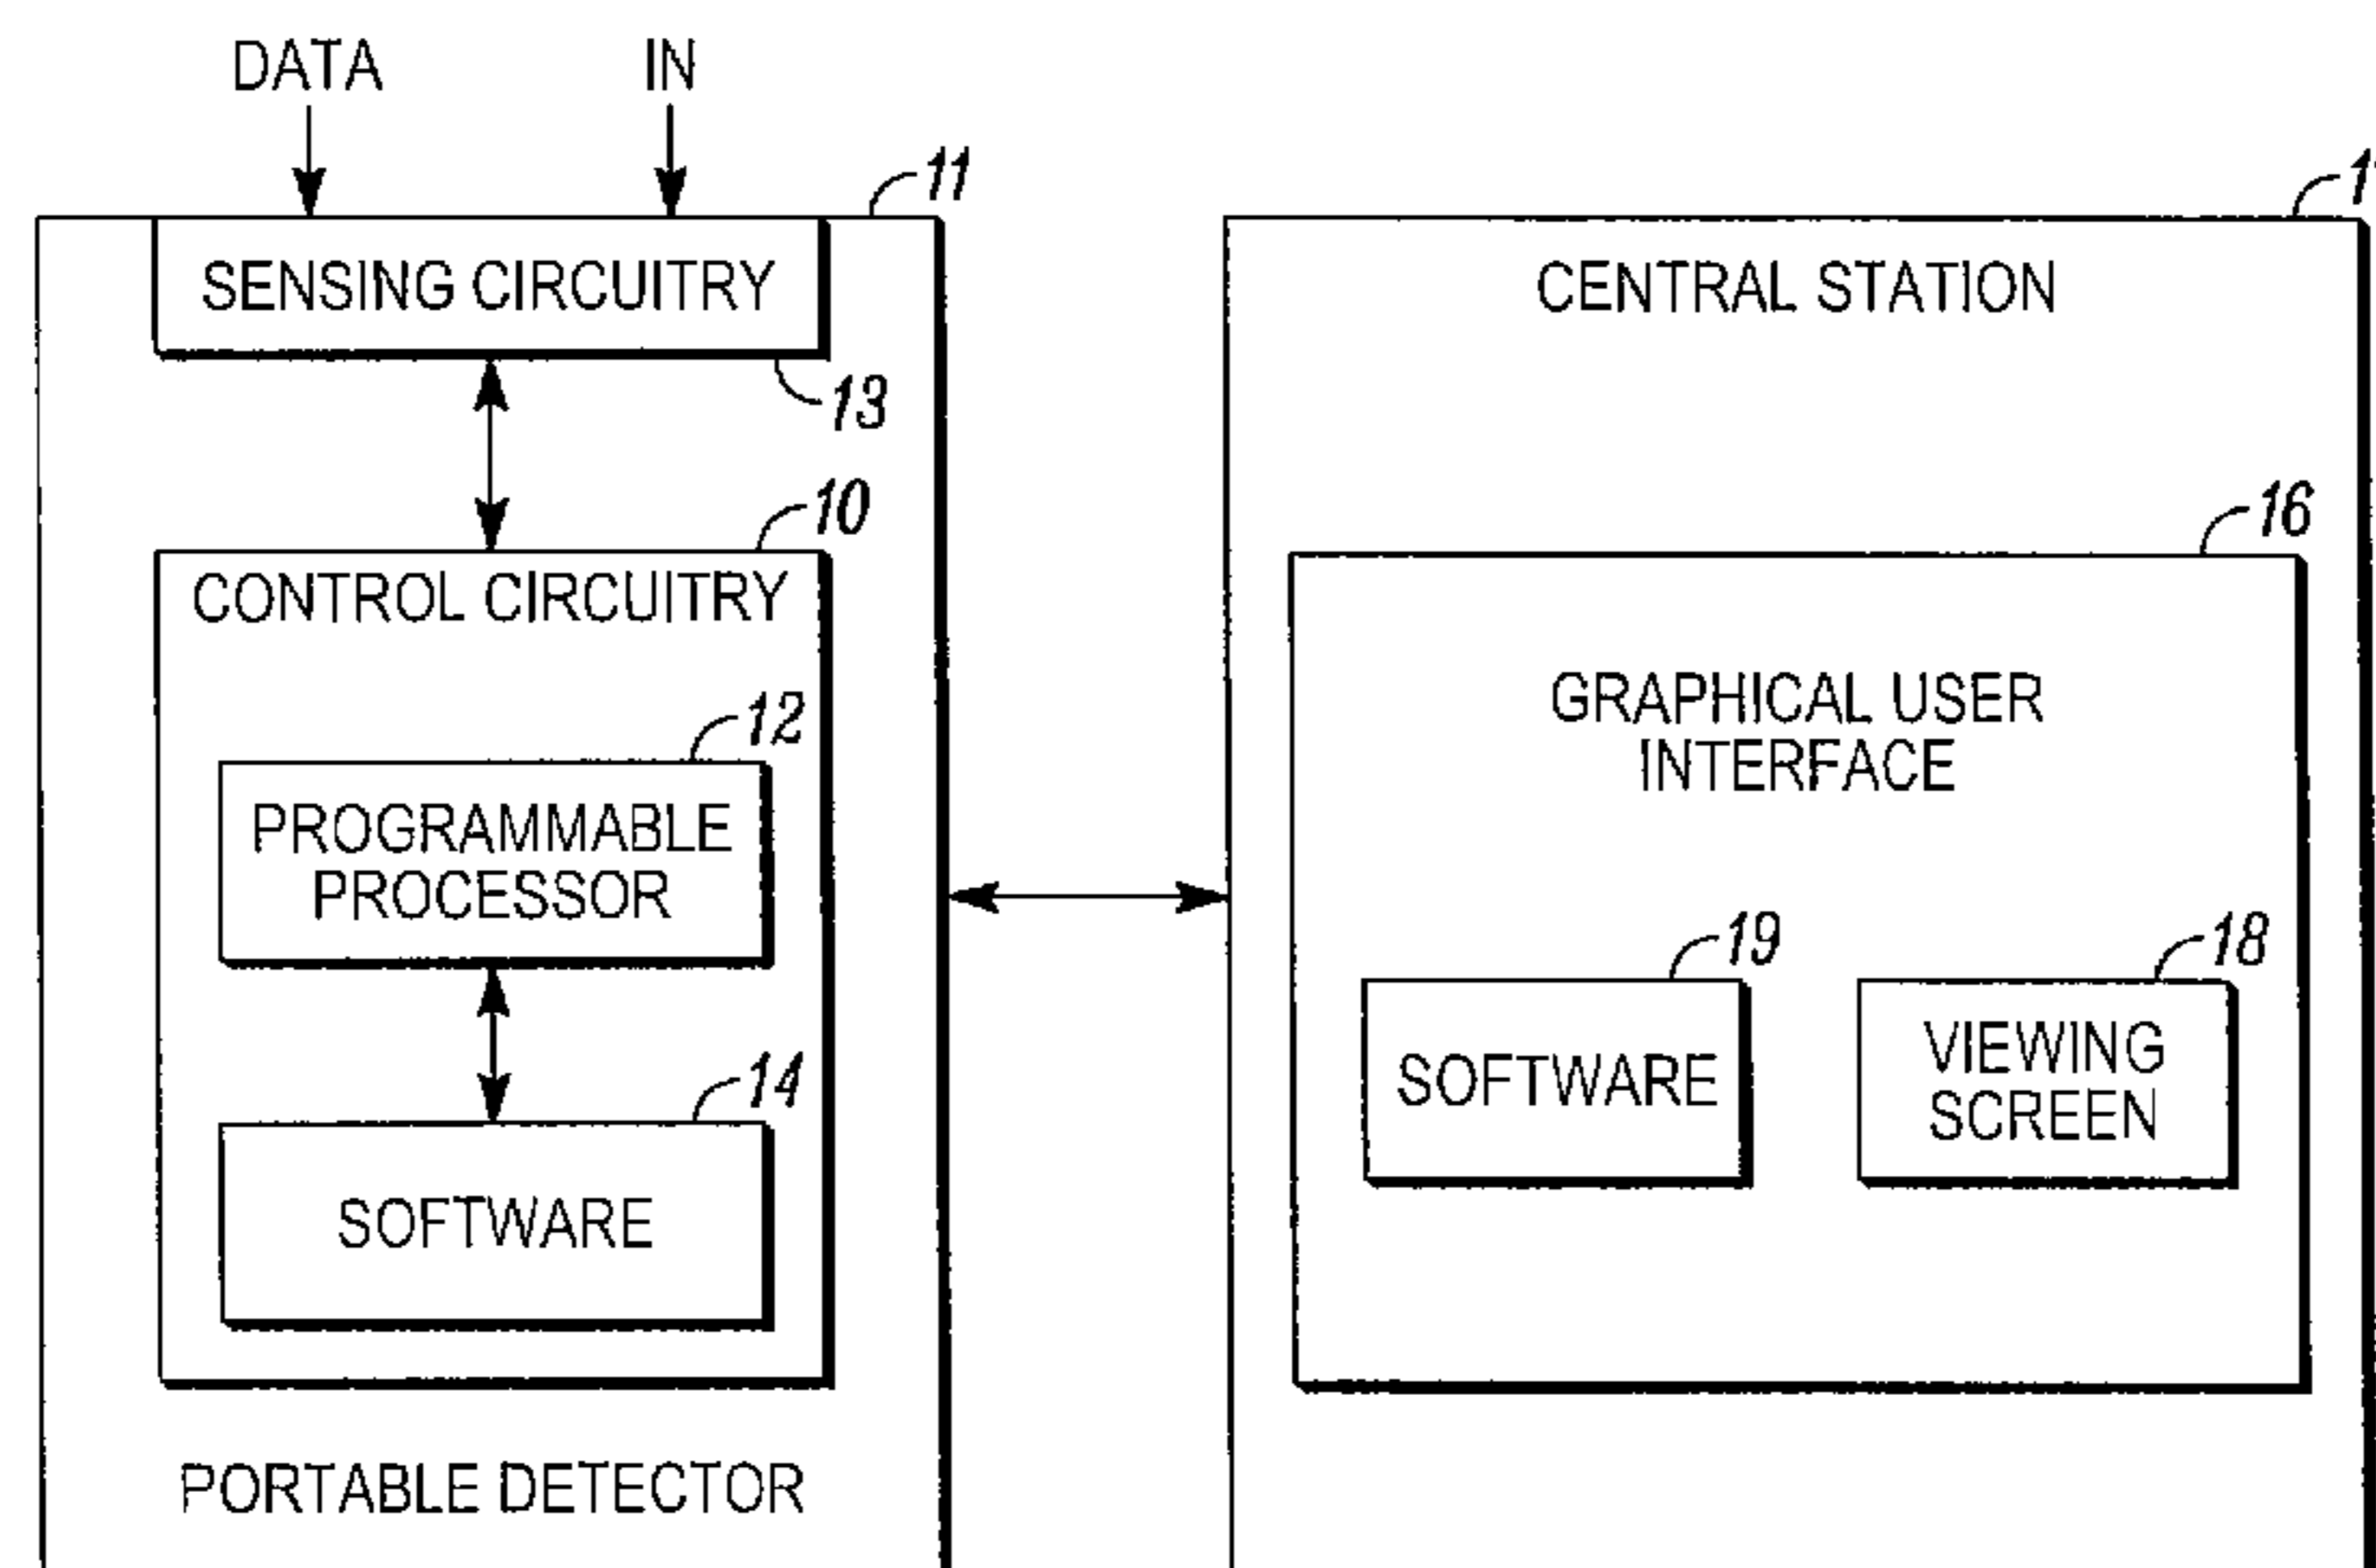 DATA IN
11
SENSING CIRCUITRY
13
10
CONTROL CIRCUITRY
12
PROGRAMMABLE
PROCESSOR
14
SOFTWARE
PORTABLE DETECTOR
CENTRAL STATION
16
GRAPHICAL USER
INTERFACE
19
SOFTWARE
18
VIEWING
SCREEN